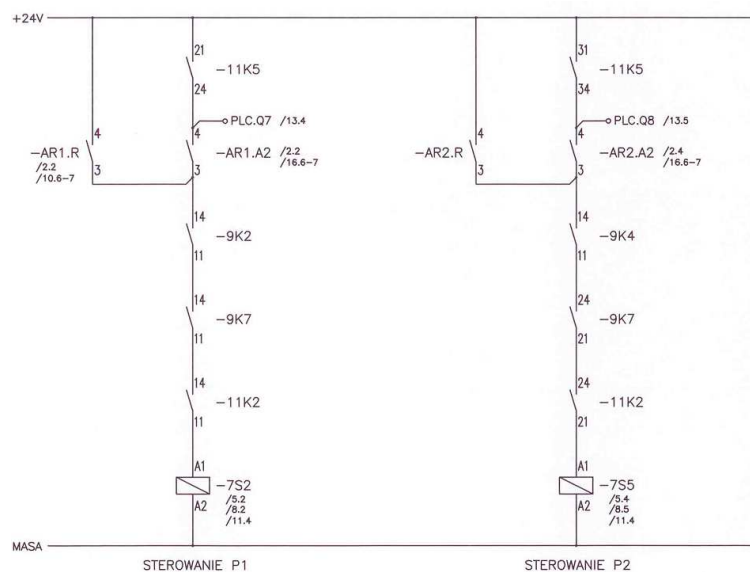 +24V
21
-11K5
24
PLC.Q7 /13.4
4
-AR1.R
3
/2.2
/10.6-7
4
-AR1.A2 /2.2
/16.6-7
3
14
-9K2
11
14
-9K7
11
14
-11K2
11
A1
-7S2
A2
/5.2
/8.2
/11.4
31
-11K5
34
PLC.Q8 /13.5
4
-AR2.R
3
4
-AR2.A2 /2.4
/16.6-7
3
14
-9K4
11
24
-9K7
21
24
-11K2
21
A1
-7S5
A2
/5.4
/8.5
/11.4
MASA
STEROWANIE P1
STEROWANIE P2